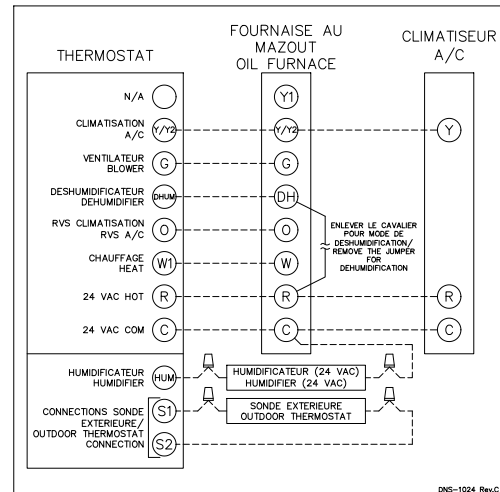 THERMOSTAT
FOURNAISE AU
MAZOUT
OIL FURNACE
CLIMATISEUR
A/C
N/A
Y1
CLIMATISATION
A/C
Y/Y2
Y/Y2
Y
VENTILATEUR
BLOWER
G
G
DESHUMIDIFICATEUR
DEHUMIDIFIER
DHUM
DH
RVS CLIMATISATION
RVS A/C
O
O
ENLEVER LE CAVALIER
POUR MODE DE
DESHUMIDIFICATION/
REMOVE THE JUMPER
FOR
DEHUMIDIFICATION
CHAUFFAGE
HEAT
W1
W
24 VAC HOT
R
R
R
24 VAC COM
C
C
C
HUMIDIFICATEUR
HUMIDIFIER
HUM
HUMIDIFICATEUR (24 VAC)
HUMIDIFIER (24 VAC)
CONNECTIONS SONDE
EXTERIEURE/
OUTDOOR THERMOSTAT
CONNECTION
S1
S2
SONDE EXTERIEURE
OUTDOOR THERMOSTAT
DNS-1024 Rev.C